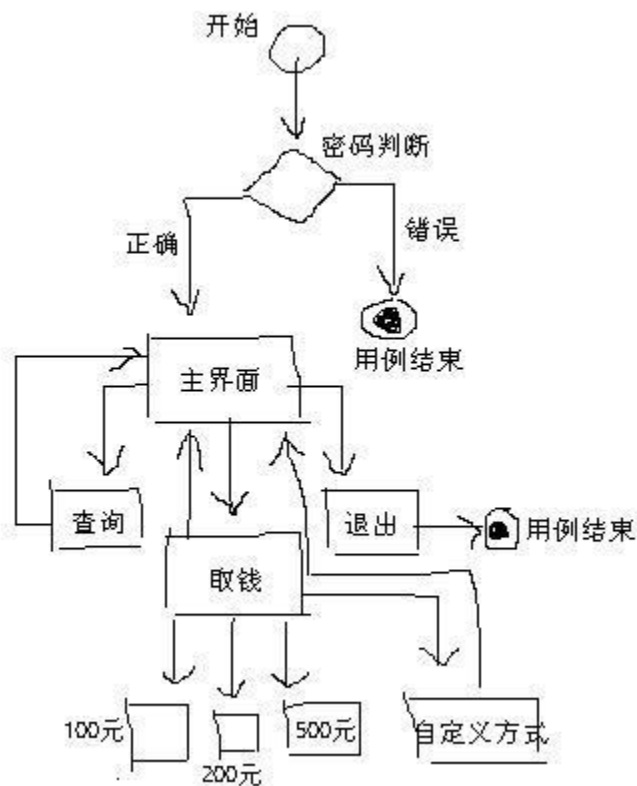 开始
密码判断
正确
错误
用例结束
主界面
查询
退出
用例结束
取钱
100元
200元
500元
自定义方式